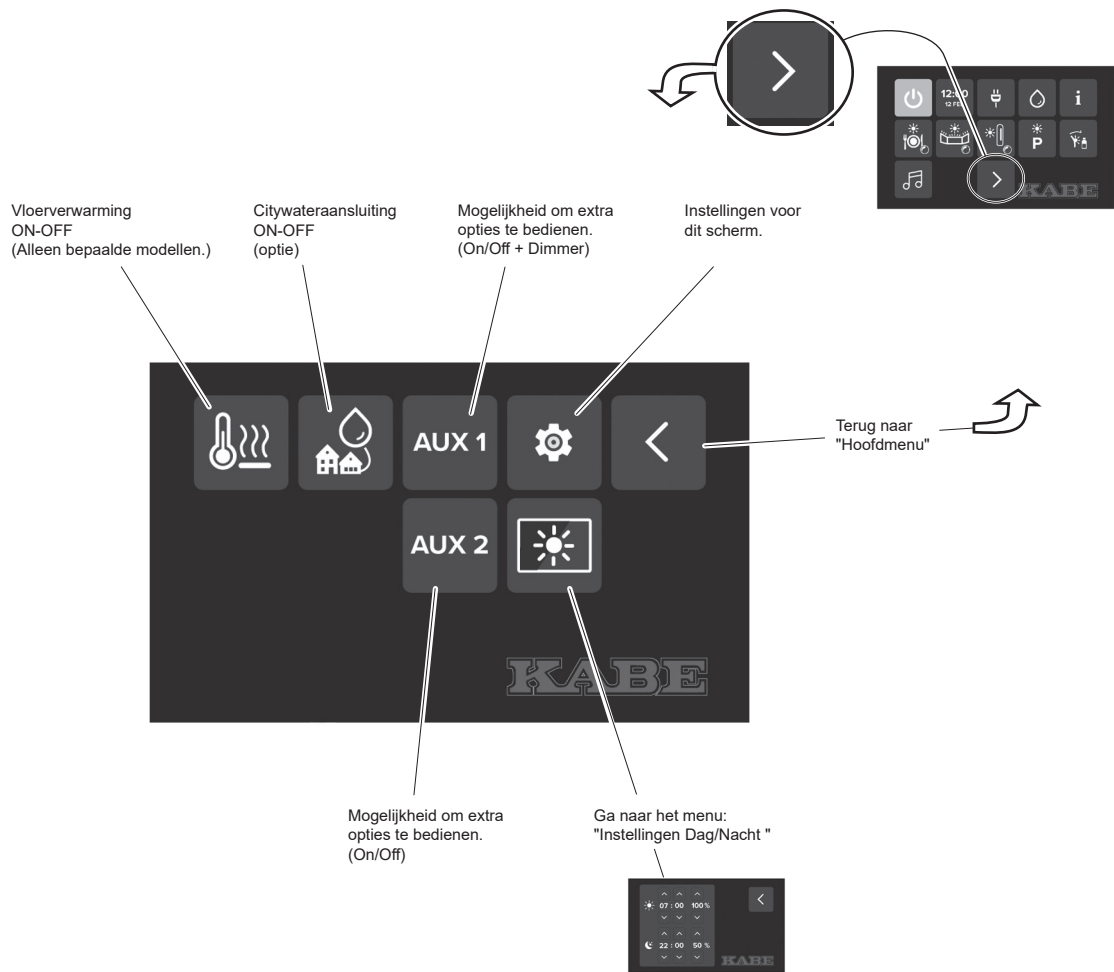 12:00
12 FEB
i
P
KABE
Vloerverwarming
ON-OFF
(Alleen bepaalde modellen.)
Citywateraansluiting
ON-OFF
(optie)
Mogelijkheid om extra
opties te bedienen.
(On/Off + Dimmer)
Instellingen voor
dit scherm.
AUX 1
Terug naar
"Hoofdmenu"
AUX 2
KABE
Mogelijkheid om extra
opties te bedienen.
(On/Off)
Ga naar het menu:
"Instellingen Dag/Nacht "
07 : 00 100 %
22 : 00 50 %
KABE